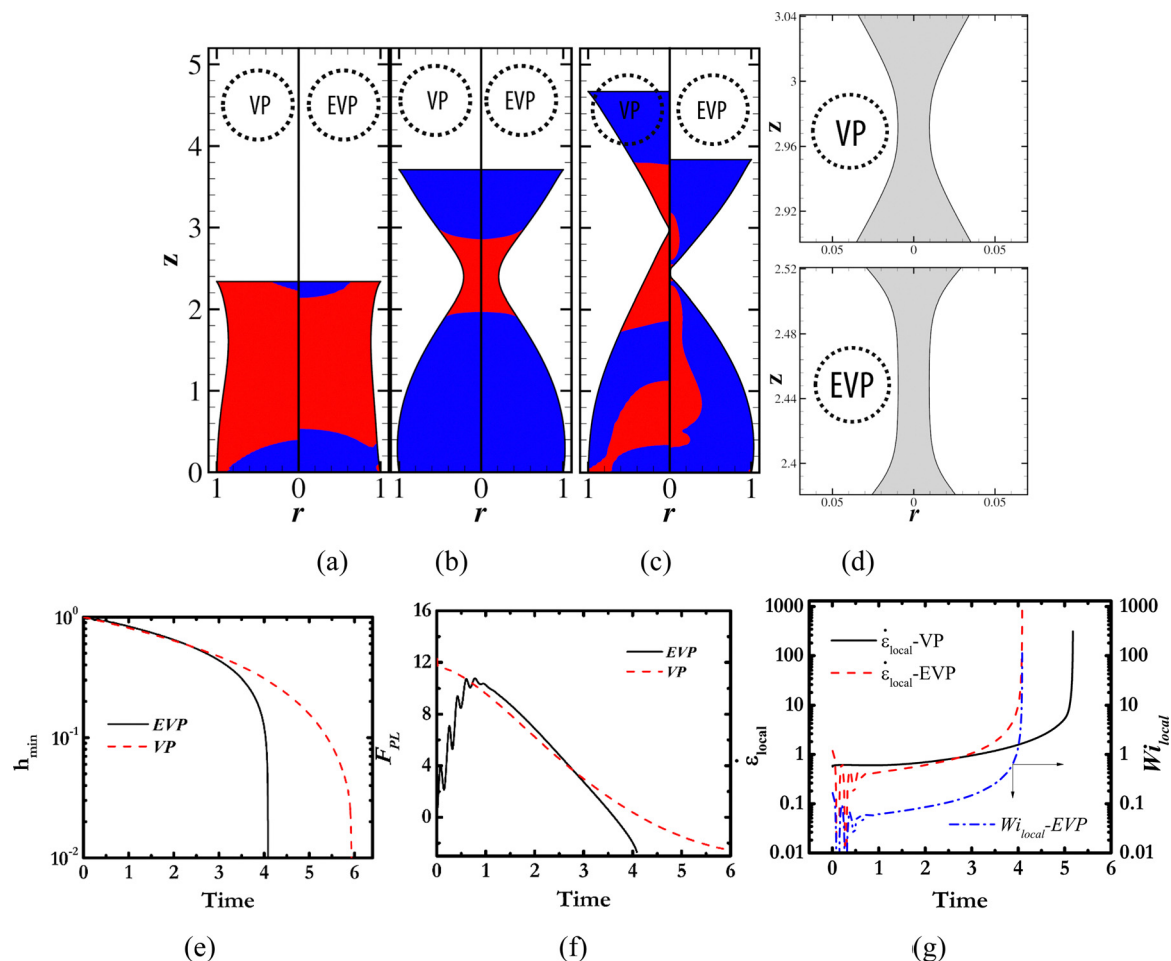 5
4
3
2
1
0
z
VP
EVP
1
0
1
r
VP
EVP
1
0
1
r
VP
EVP
1
0
1
r
3.04
3
2.96
2.92
z
VP
0.05
0
0.05
2.52
2.48
2.44
2.4
z
EVP
0.05
0
0.05
r
(a)
(b)
(c)
(d)
10^0
10^-1
10^-2
h_min
EVP
VP
0 1 2 3 4 5 6
Time
(e)
16
12
8
4
0
F_PL
EVP
VP
0 1 2 3 4 5 6
Time
(f)
1000
100
10
1
0.1
0.01
ε̇_local
ε̇_local-VP
ε̇_local-EVP
Wi_local-EVP
1000
100
10
1
0.1
0.01
Wi_local
0 1 2 3 4 5 6
Time
(g)